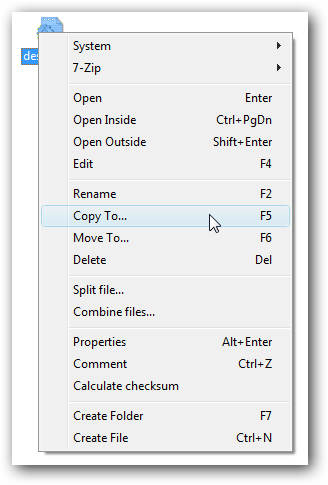 des
System
7-Zip
Open Enter
Open Inside Ctrl+PgDn
Open Outside Shift+Enter
Edit F4
Rename F2
Copy To... F5
Move To... F6
Delete Del
Split file...
Combine files...
Properties Alt+Enter
Comment Ctrl+Z
Calculate checksum
Create Folder F7
Create File Ctrl+N